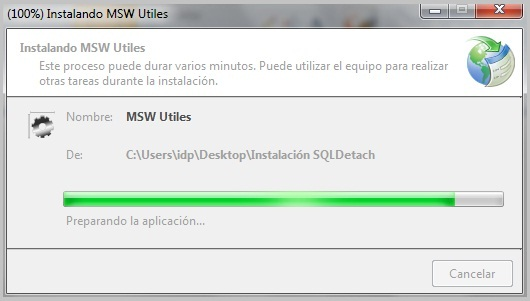 (100%) Instalando MSW Utiles
Instalando MSW Utiles
Este proceso puede durar varios minutos. Puede utilizar el equipo para realizar
otras tareas durante la instalación.
Nombre: MSW Utiles
De: C:\Users\idp\Desktop\Instalación SQLDetach
Preparando la aplicación...
Cancelar